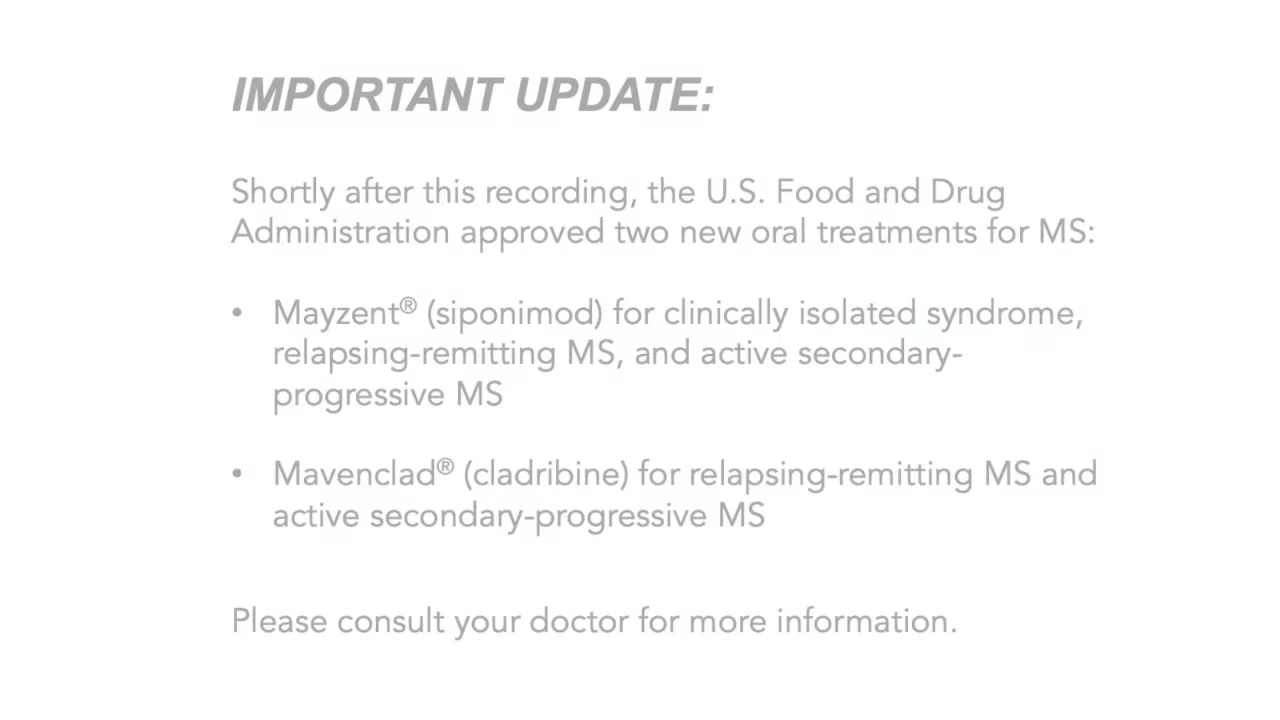 IMPORTANT UPDATE:
Shortly after this recording, the U.S. Food and Drug
Administration approved two new oral treatments for MS:
• Mayzent® (siponimod) for clinically isolated syndrome,
relapsing-remitting MS, and active secondary-
progressive MS
• Mavenclad® (cladribine) for relapsing-remitting MS and
active secondary-progressive MS
Please consult your doctor for more information.